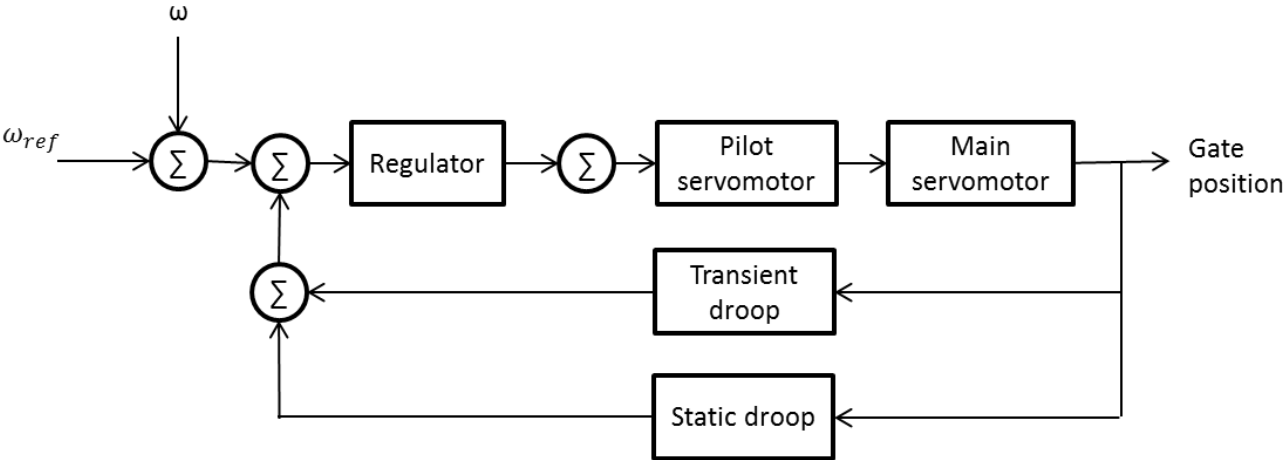 ω
ω_ref
Σ
Σ
Regulator
Σ
Pilot
servomotor
Main
servomotor
Gate
position
Σ
Transient
droop
Static droop